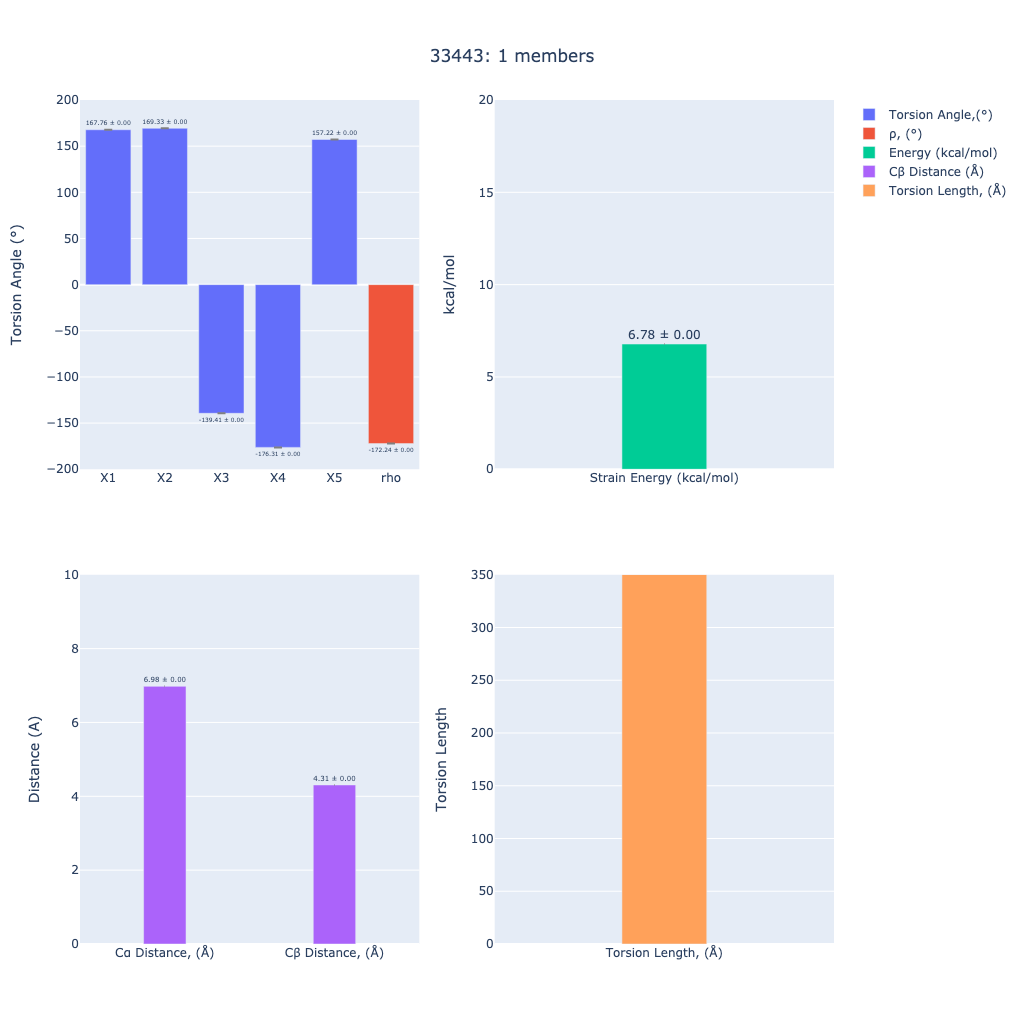 33443: 1 members
Torsion Angle (°)
200
150
100
50
0
−50
−100
−150
−200
167.76 ± 0.00
169.33 ± 0.00
-139.41 ± 0.00
-176.31 ± 0.00
157.22 ± 0.00
-172.24 ± 0.00
X1
X2
X3
X4
X5
rho
kcal/mol
20
15
10
5
0
6.78 ± 0.00
Strain Energy (kcal/mol)
Torsion Angle,(°)
ρ, (°)
Energy (kcal/mol)
Cβ Distance (Å)
Torsion Length, (Å)
Distance (A)
10
8
6
4
2
0
6.98 ± 0.00
4.31 ± 0.00
Cα Distance, (Å)
Cβ Distance, (Å)
Torsion Length
350
300
250
200
150
100
50
0
Torsion Length, (Å)